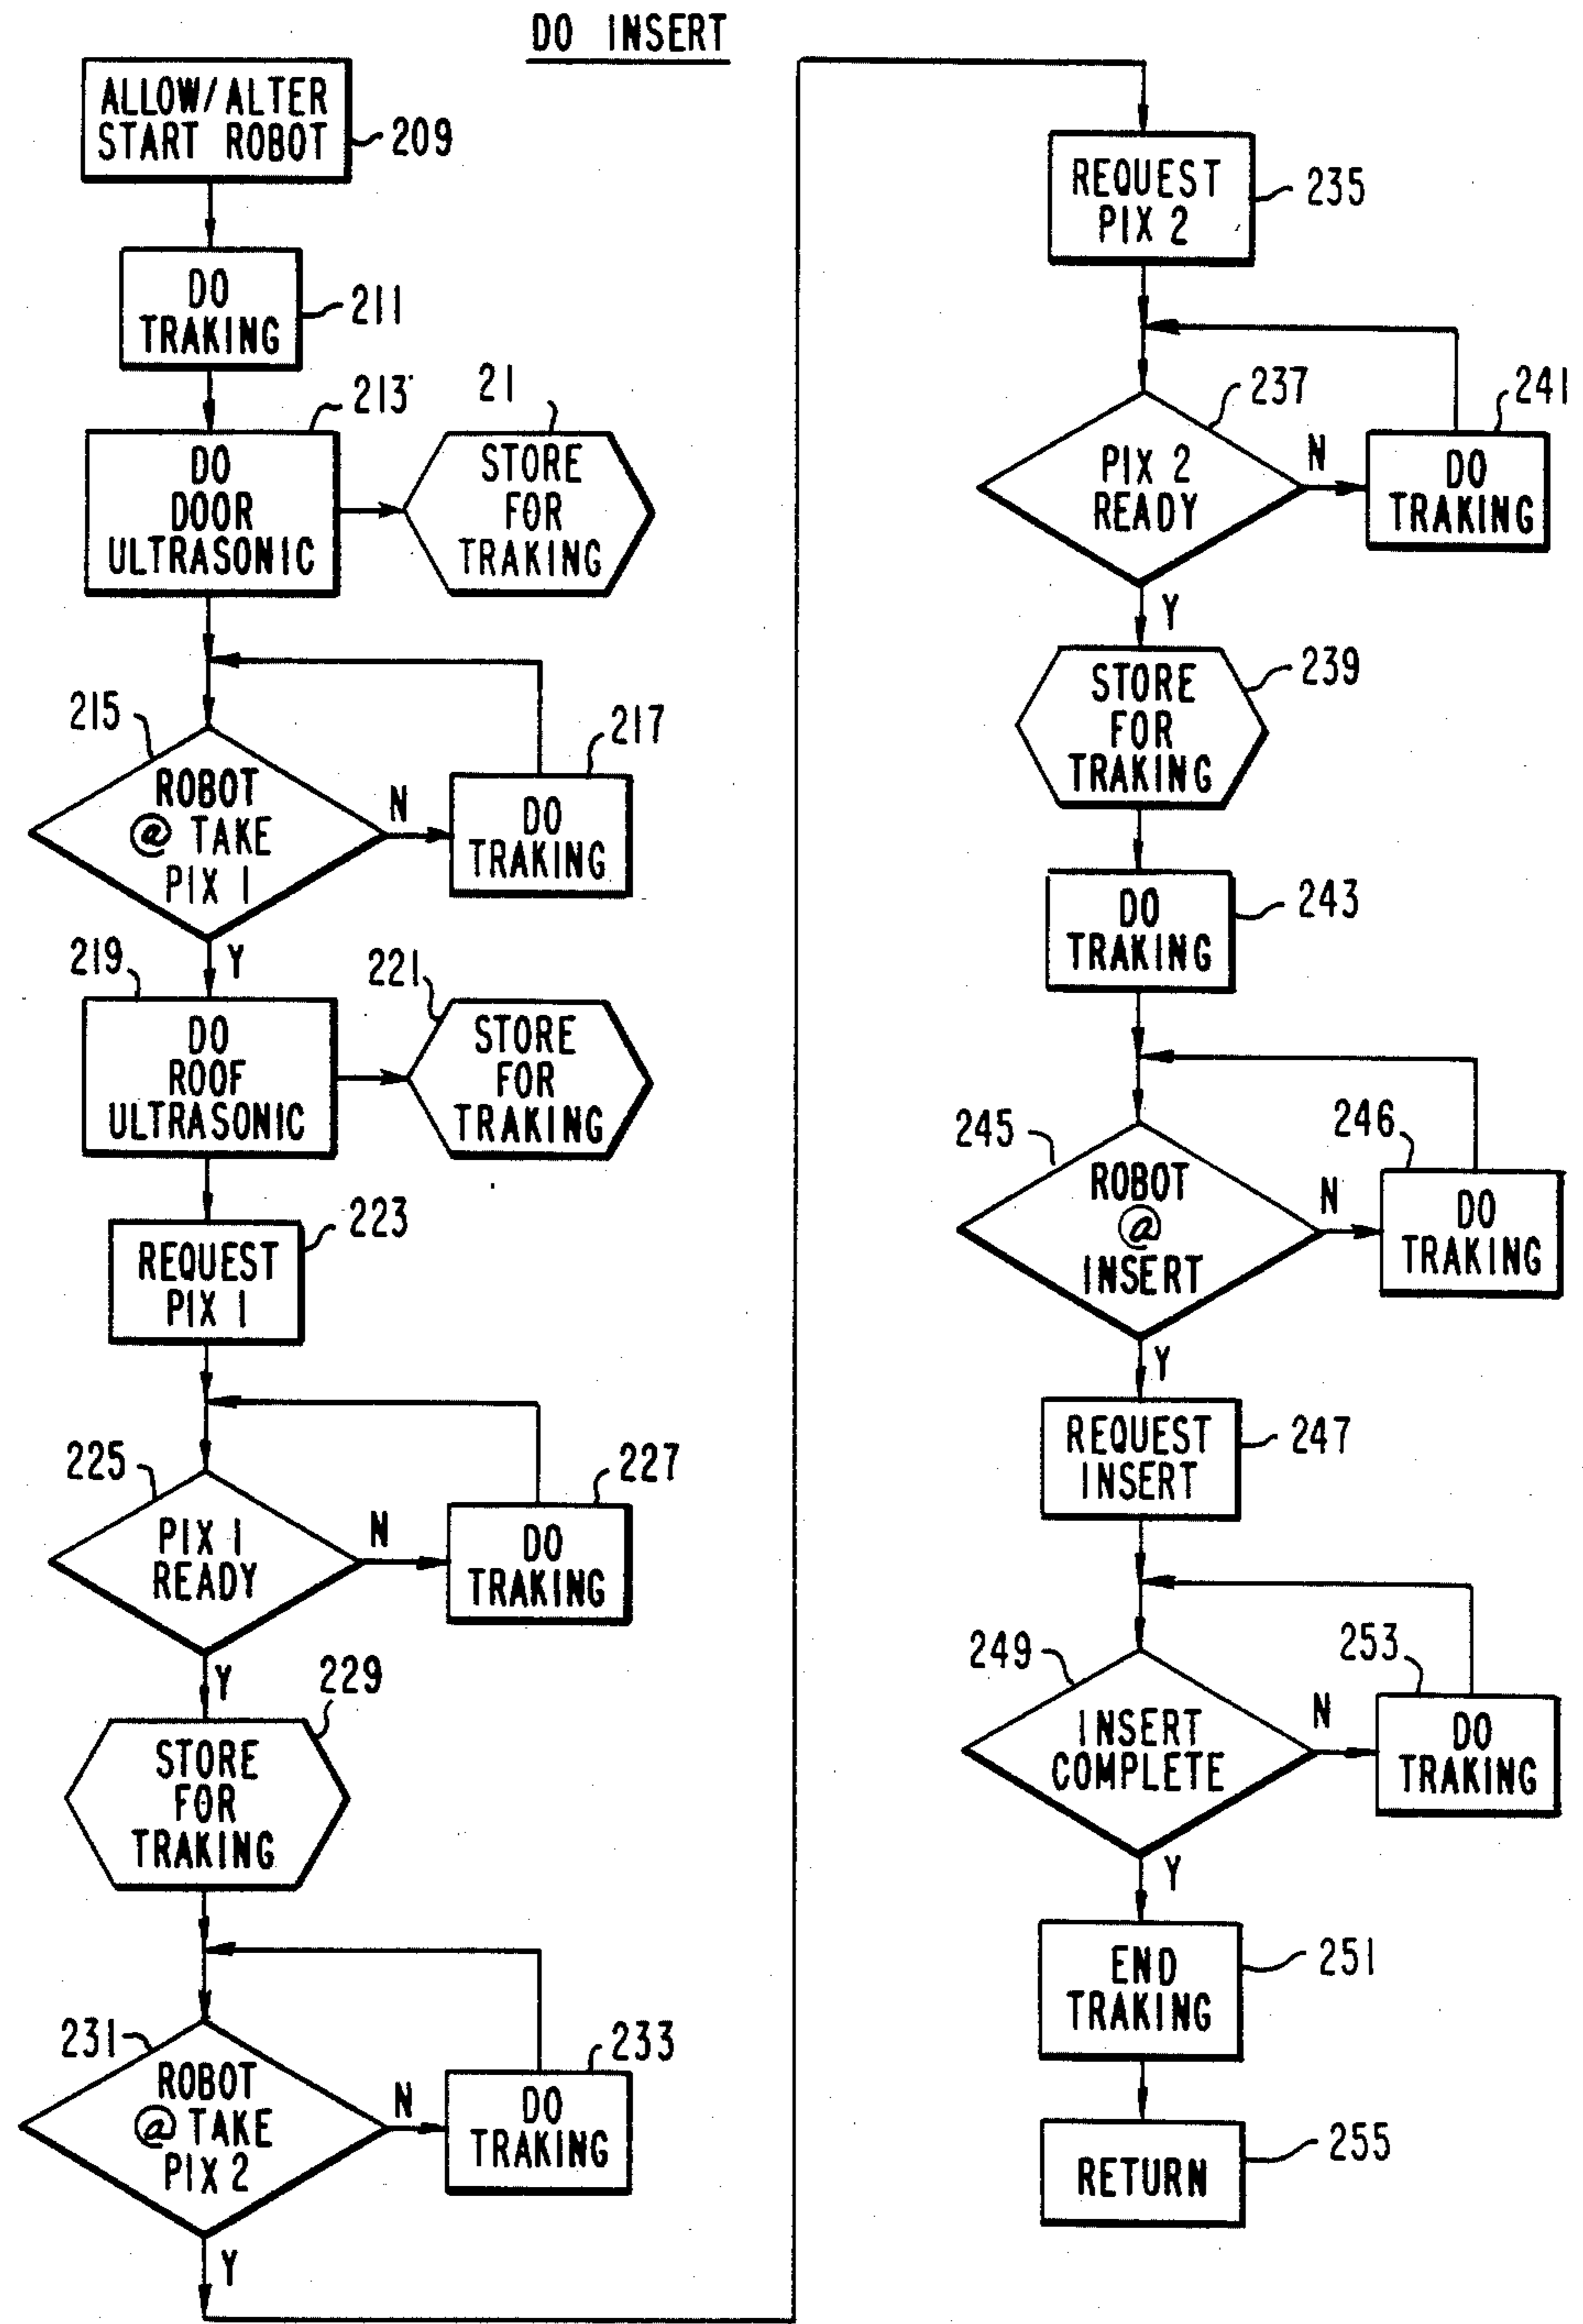 DO INSERT
ALLOW/ALTER
START ROBOT
209
DO
TRAKING
211
213
DO
DOOR
ULTRASONIC
21
STORE
FOR
TRAKING
215
ROBOT
@ TAKE
PIX 1
N
217
DO
TRAKING
Y
219
DO
ROOF
ULTRASONIC
221
STORE
FOR
TRAKING
223
REQUEST
PIX 1
225
PIX 1
READY
N
227
DO
TRAKING
Y
229
STORE
FOR
TRAKING
231
ROBOT
@ TAKE
PIX 2
N
233
DO
TRAKING
Y
REQUEST
PIX 2
235
237
PIX 2
READY
N
241
DO
TRAKING
Y
239
STORE
FOR
TRAKING
DO
TRAKING
243
245
ROBOT
@
INSERT
N
246
DO
TRAKING
Y
REQUEST
INSERT
247
249
INSERT
COMPLETE
N
253
DO
TRAKING
Y
END
TRAKING
251
RETURN
255